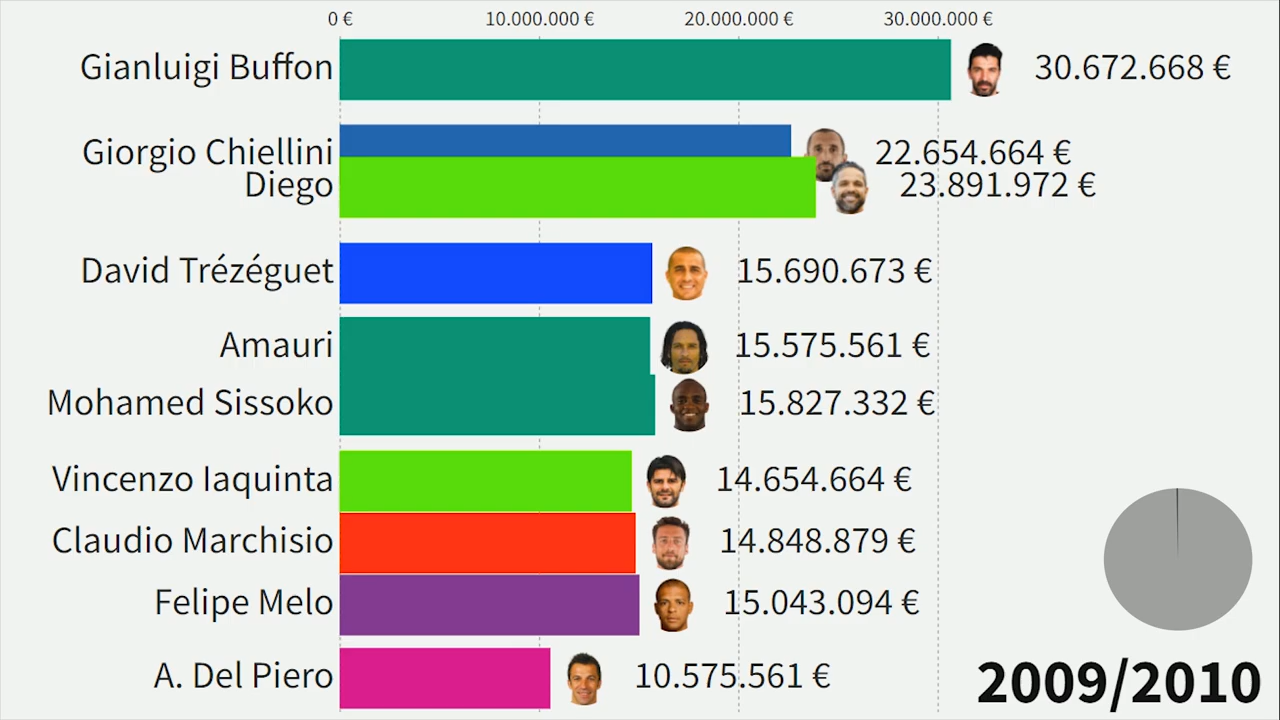 0 € 10.000.000 € 20.000.000 € 30.000.000 €
Gianluigi Buffon 30.672.668 €
Giorgio Chiellini 22.654.664 €
Diego 23.891.972 €
David Trézéguet 15.690.673 €
Amauri 15.575.561 €
Mohamed Sissoko 15.827.332 €
Vincenzo Iaquinta 14.654.664 €
Claudio Marchisio 14.848.879 €
Felipe Melo 15.043.094 €
A. Del Piero 10.575.561 €
2009/2010